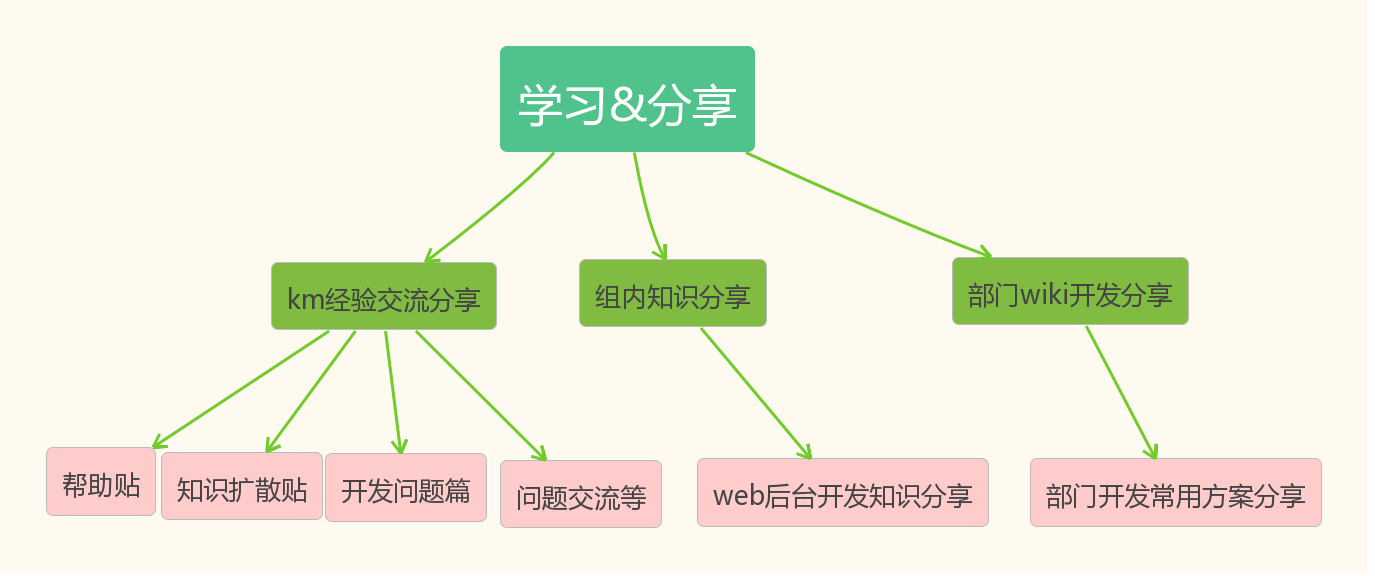 学习&分享
km经验交流分享
组内知识分享
部门wiki开发分享
帮助贴
知识扩散贴
开发问题篇
问题交流等
web后台开发知识分享
部门开发常用方案分享